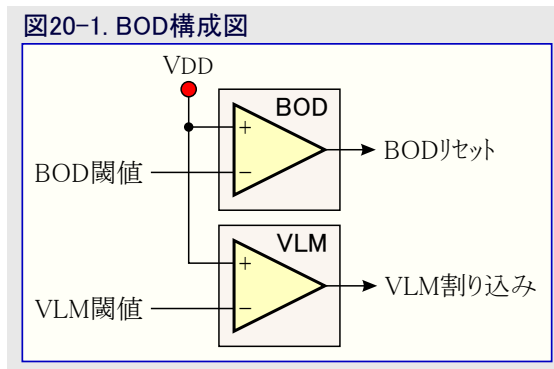 図20-1. BOD構成図
VDD
BOD
+
BOD閾値
−
BODリセット
VLM
+
VLM閾値
−
VLM割り込み